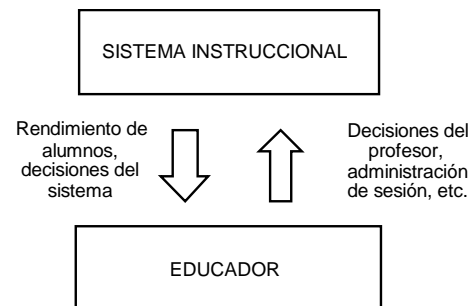 SISTEMA INSTRUCCIONAL
Rendimiento de
alumnos,
decisiones del
sistema
Decisiones del
profesor,
administración
de sesión, etc.
EDUCADOR